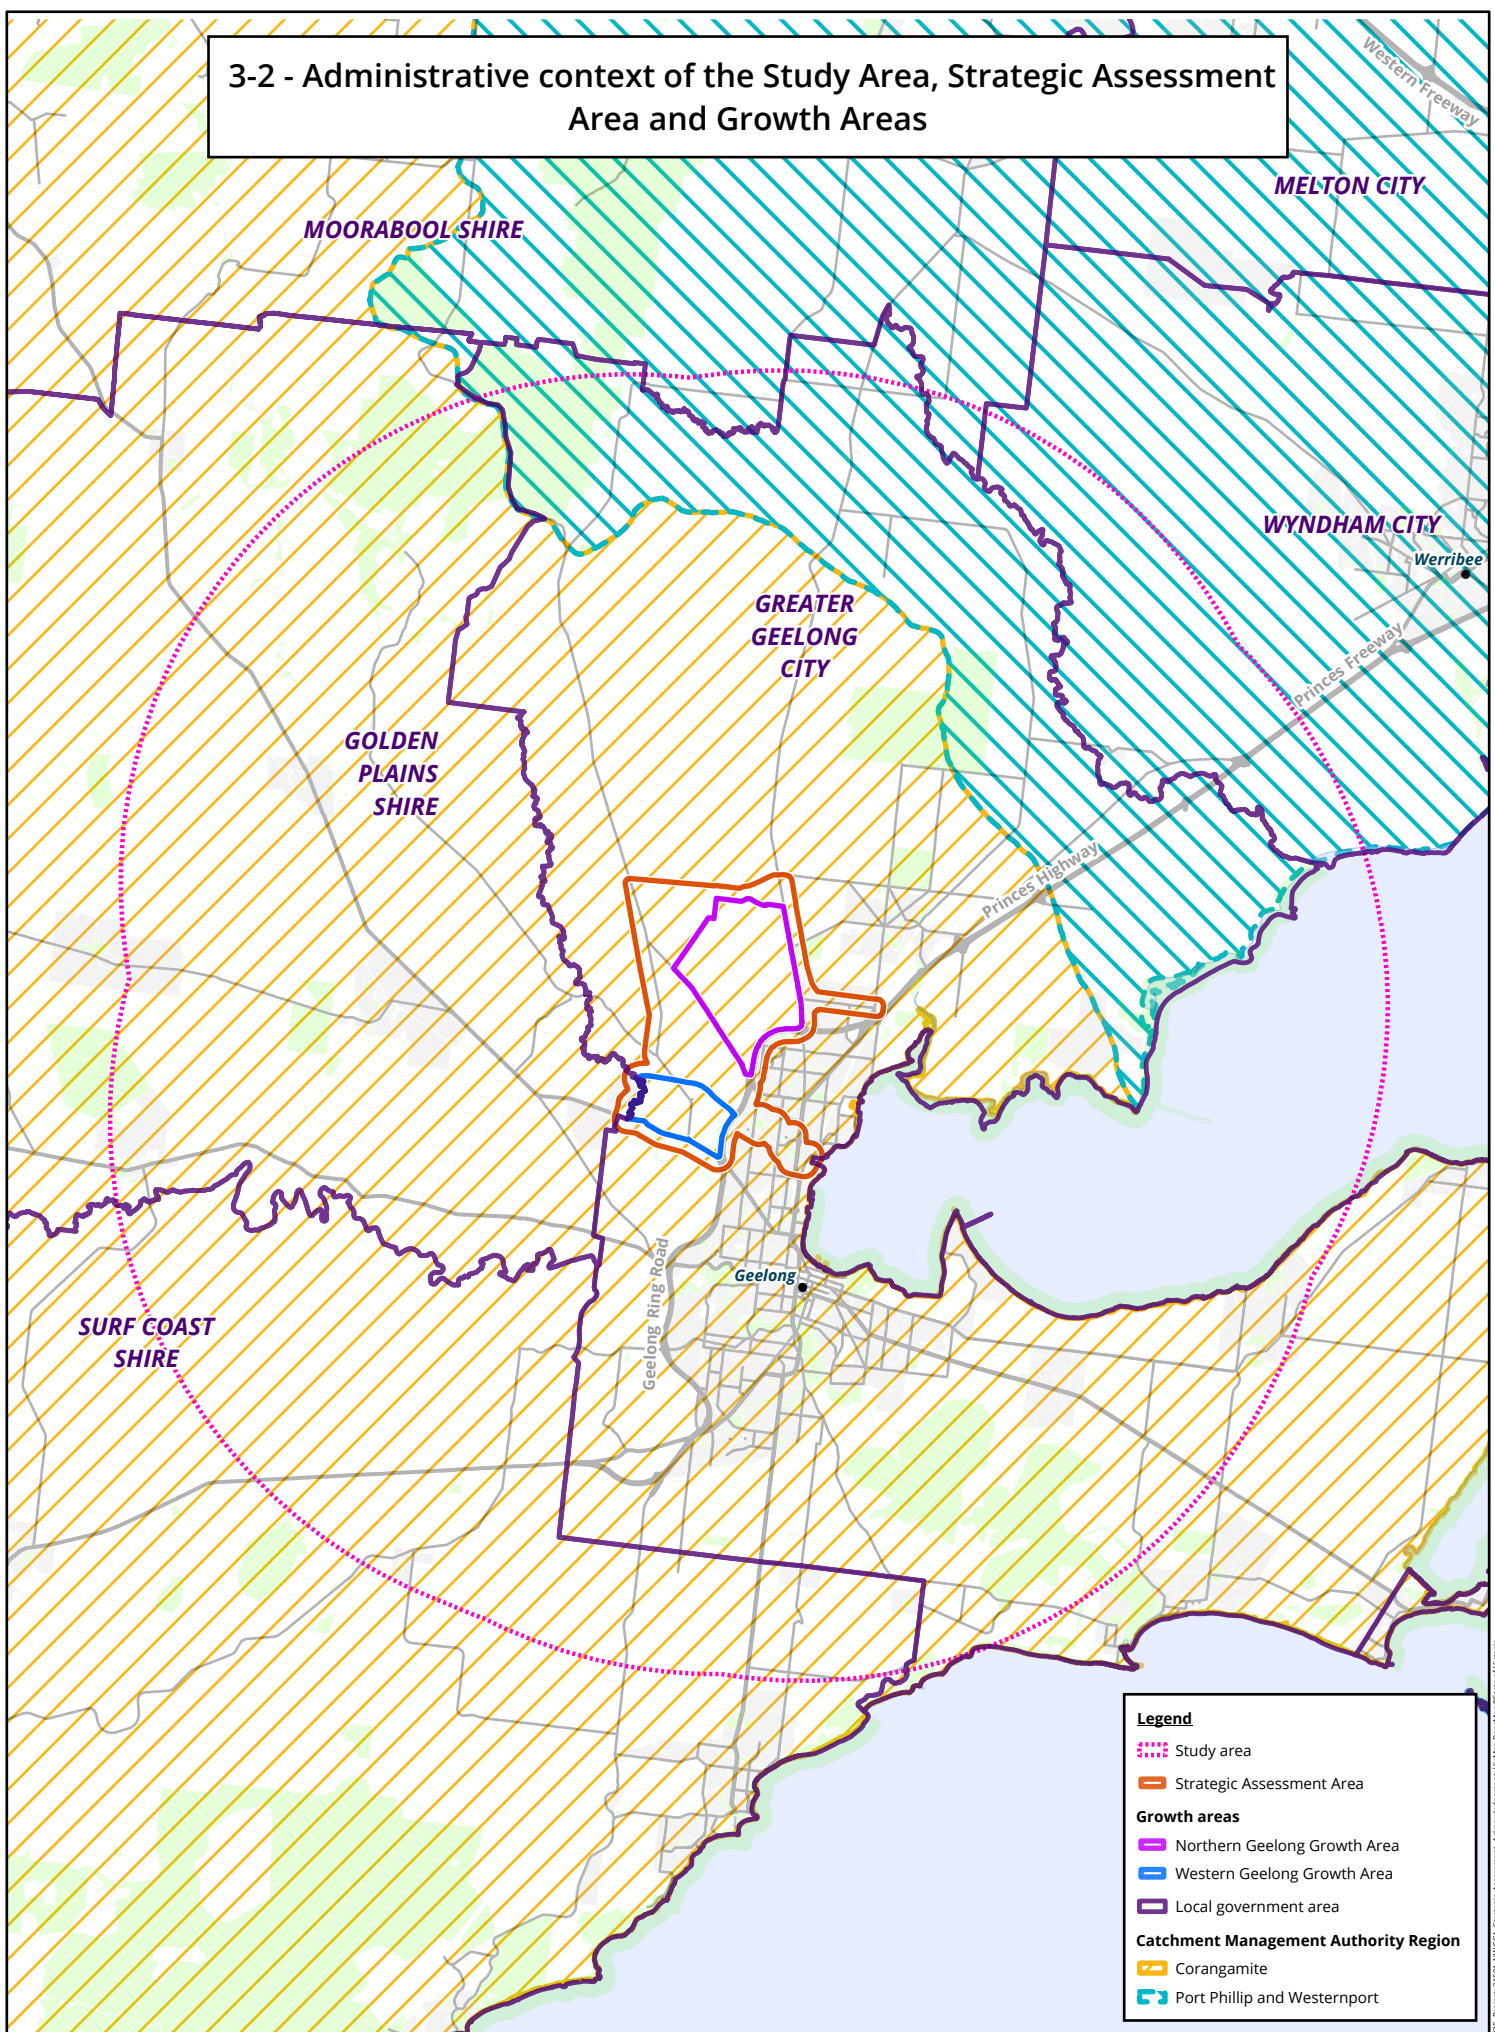 3-2 - Administrative context of the Study Area, Strategic Assessment
Area and Growth Areas
Western Freeway
MELTON CITY
MOORABOOL SHIRE
WYNDHAM CITY
Werribee
GREATER
GEELONG
CITY
Princes Freeway
GOLDEN
PLAINS
SHIRE
Princes Highway
Geelong Ring Road
Geelong
SURF COAST
SHIRE
Legend
Study area
Strategic Assessment Area
Growth areas
Northern Geelong Growth Area
Western Geelong Growth Area
Local government area
Catchment Management Authority Region
Corangamite
Port Phillip and Westernport